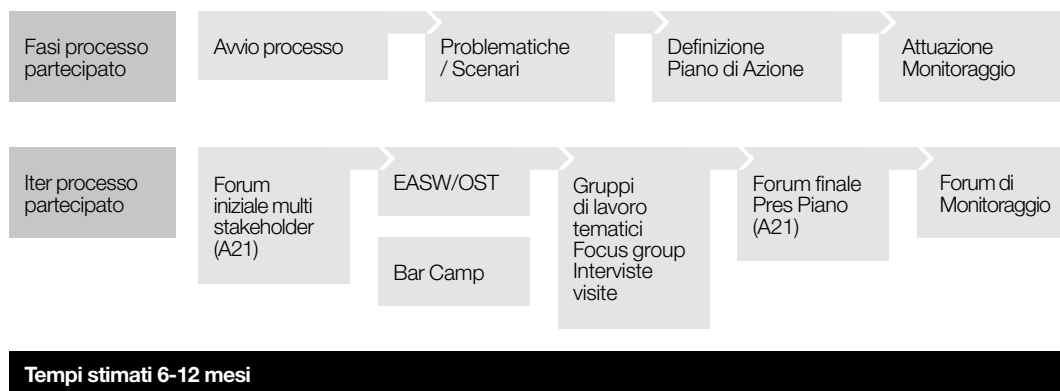 Fasi processo
partecipato
Avvio processo
Problematiche
/ Scenari
Definizione
Piano di Azione
Attuazione
Monitoraggio
Iter processo
partecipato
Forum
iniziale multi
stakeholder
(A21)
EASW/OST
Bar Camp
Gruppi
di lavoro
tematici
Focus group
Interviste
visite
Forum finale
Pres Piano
(A21)
Forum di
Monitoraggio
Tempi stimati 6-12 mesi